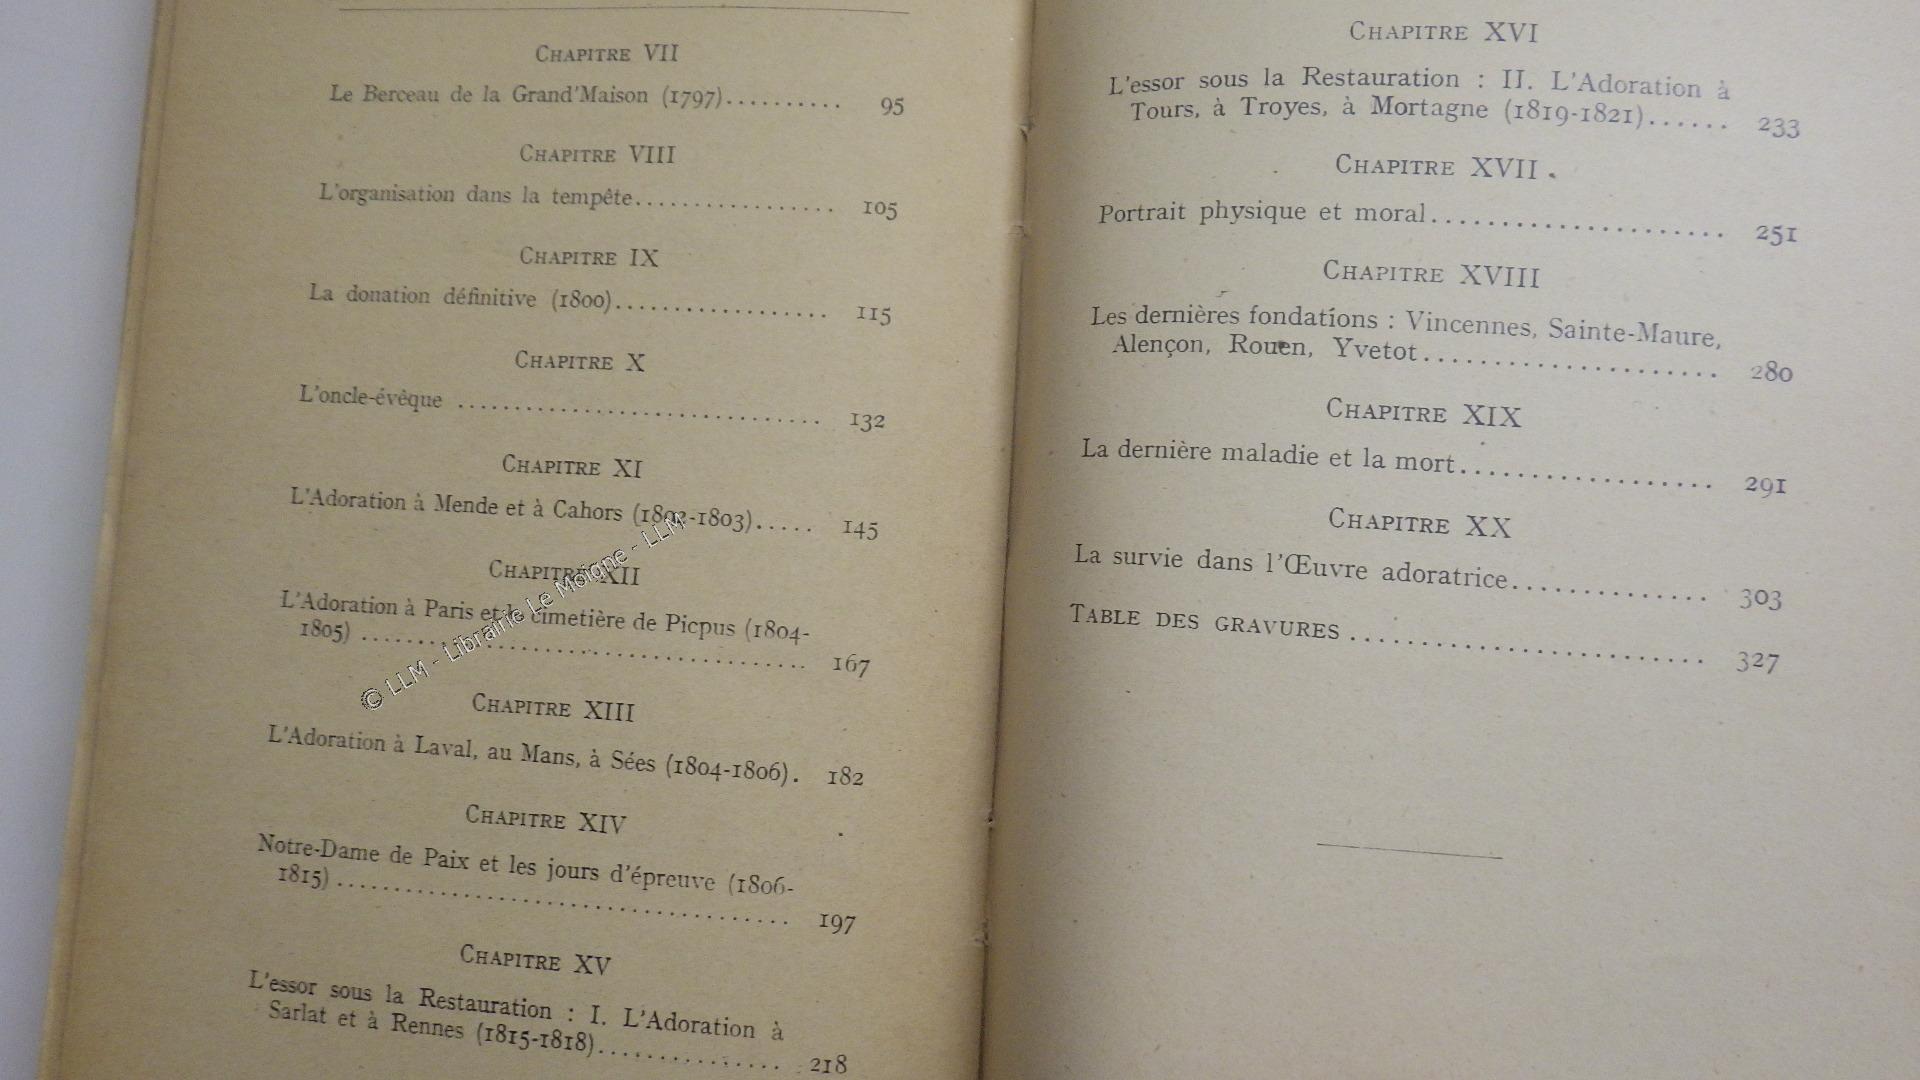 CHAPITRE VII
Le Berceau de la Grand'Maison (1797).......... 95
CHAPITRE VIII
L'organisation dans la tempête.................. 105
CHAPITRE IX
La donation définitive (1800)................... 115
CHAPITRE X
L'oncle-évêque ................................ 132
CHAPITRE XI
L'Adoration à Mende et à Cahors (1802-1803)..... 145
CHAPITRE XII
L'Adoration à Paris et le cimetière de Picpus (1804-
1805) ....................................... 167
CHAPITRE XIII
L'Adoration à Laval, au Mans, à Sées (1804-1806). 182
CHAPITRE XIV
Notre-Dame de Paix et les jours d'épreuve (1806-
1815) ........................................ 197
CHAPITRE XV
L'essor sous la Restauration : I. L'Adoration à
Sarlat et à Rennes (1815-1818)................ 218
© LLM - Librairie Le Moigne - LLM
CHAPITRE XVI
L'essor sous la Restauration : II. L'Adoration à
Tours, à Troyes, à Mortagne (1819-1821)...... 233
CHAPITRE XVII
Portrait physique et moral..................... 251
CHAPITRE XVIII
Les dernières fondations : Vincennes, Sainte-Maure,
Alençon, Rouen, Yvetot..................... 280
CHAPITRE XIX
La dernière maladie et la mort.................. 291
CHAPITRE XX
La survie dans l'Œuvre adoratrice.............. 303
TABLE DES GRAVURES ......................... 327